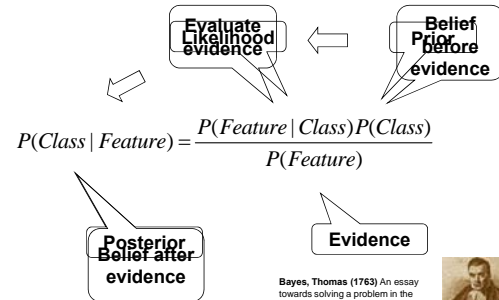 Evaluate
Likelihood
evidence
Prior
Belief
before
evidence
P(Class | Feature) = P(Feature | Class)P(Class)
P(Feature)
Posterior
Belief after
evidence
Evidence
Bayes, Thomas (1763) An essay
towards solving a problem in the